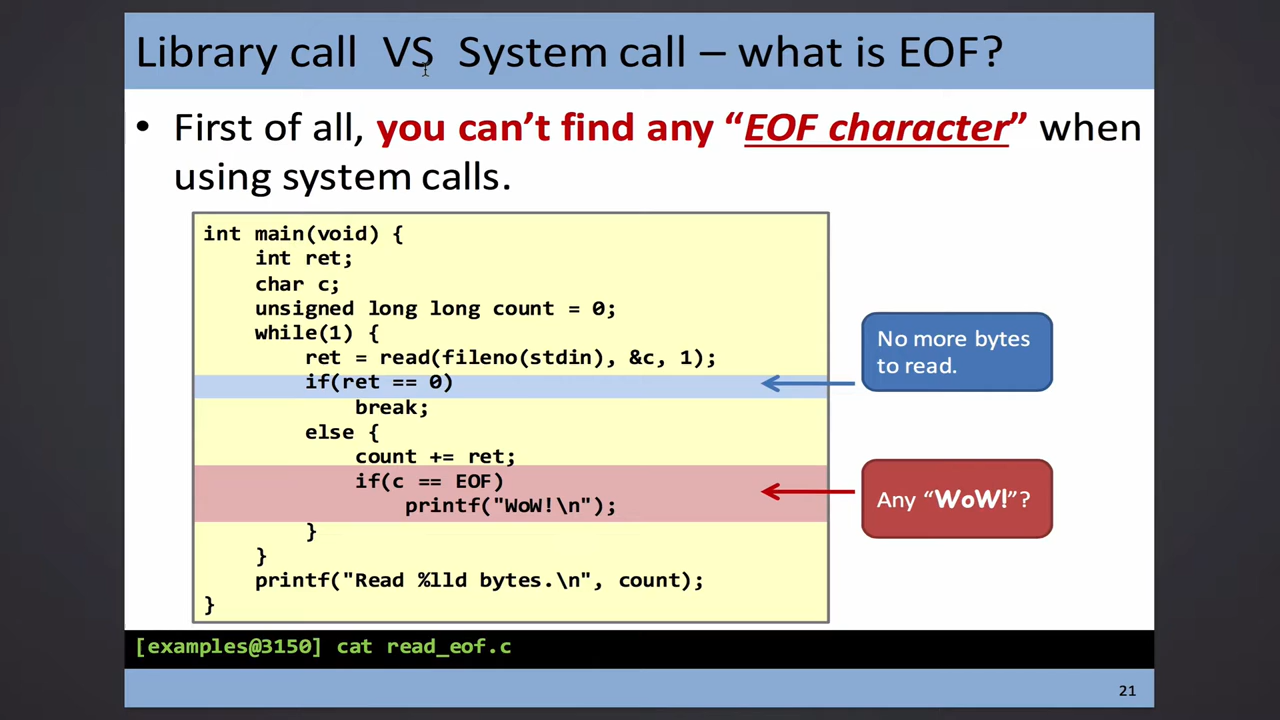 Library call VS System call – what is EOF?
• First of all, you can't find any “EOF character” when
using system calls.
int main(void) {
    int ret;
    char c;
    unsigned long long count = 0;
    while(1) {
        ret = read(fileno(stdin), &c, 1);
        if(ret == 0)
            break;
        else {
            count += ret;
            if(c == EOF)
                printf("WoW!\n");
        }
    }
    printf("Read %lld bytes.\n", count);
}
No more bytes
to read.
Any “WoW!”?
[examples@3150] cat read_eof.c
21